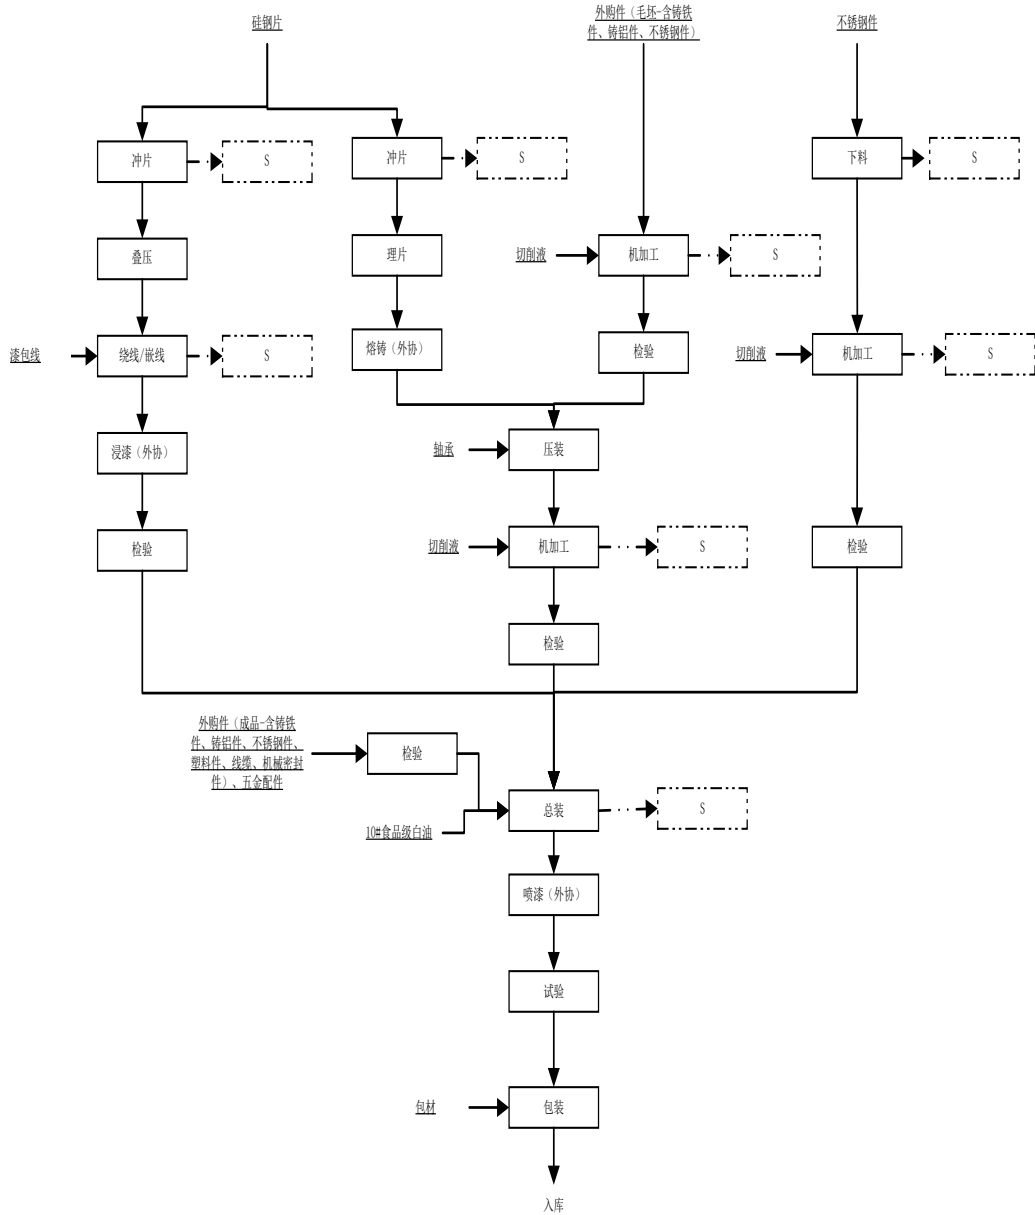 硅钢片
外购件（毛坯-含铸铁
件、铸铝件、不锈钢件）
不锈钢件
冲片
S
冲片
S
下料
S
叠压
理片
切削液
机加工
S
漆包线
绕线/嵌线
S
熔铸（外协）
检验
切削液
机加工
S
浸漆（外协）
轴承
压装
检验
切削液
机加工
S
检验
检验
外购件（成品-含铸铁
件、铸铝件、不锈钢件、
塑料件、线缆、机械密封
件）、五金配件
检验
10#食品级白油
总装
S
喷漆（外协）
试验
包材
包装
入库